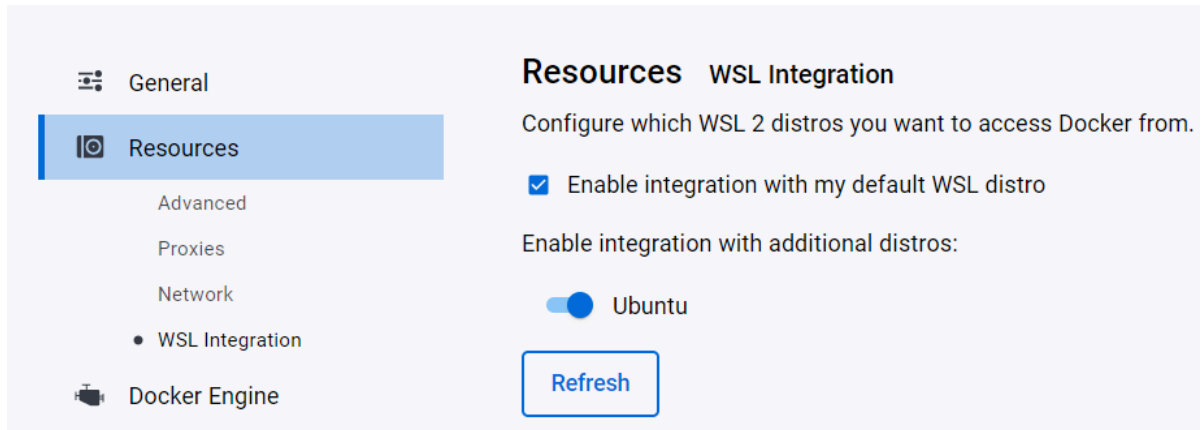 General
Resources
Advanced
Proxies
Network
WSL Integration
Docker Engine
Resources WSL Integration
Configure which WSL 2 distros you want to access Docker from.
Enable integration with my default WSL distro
Enable integration with additional distros:
Ubuntu
Refresh